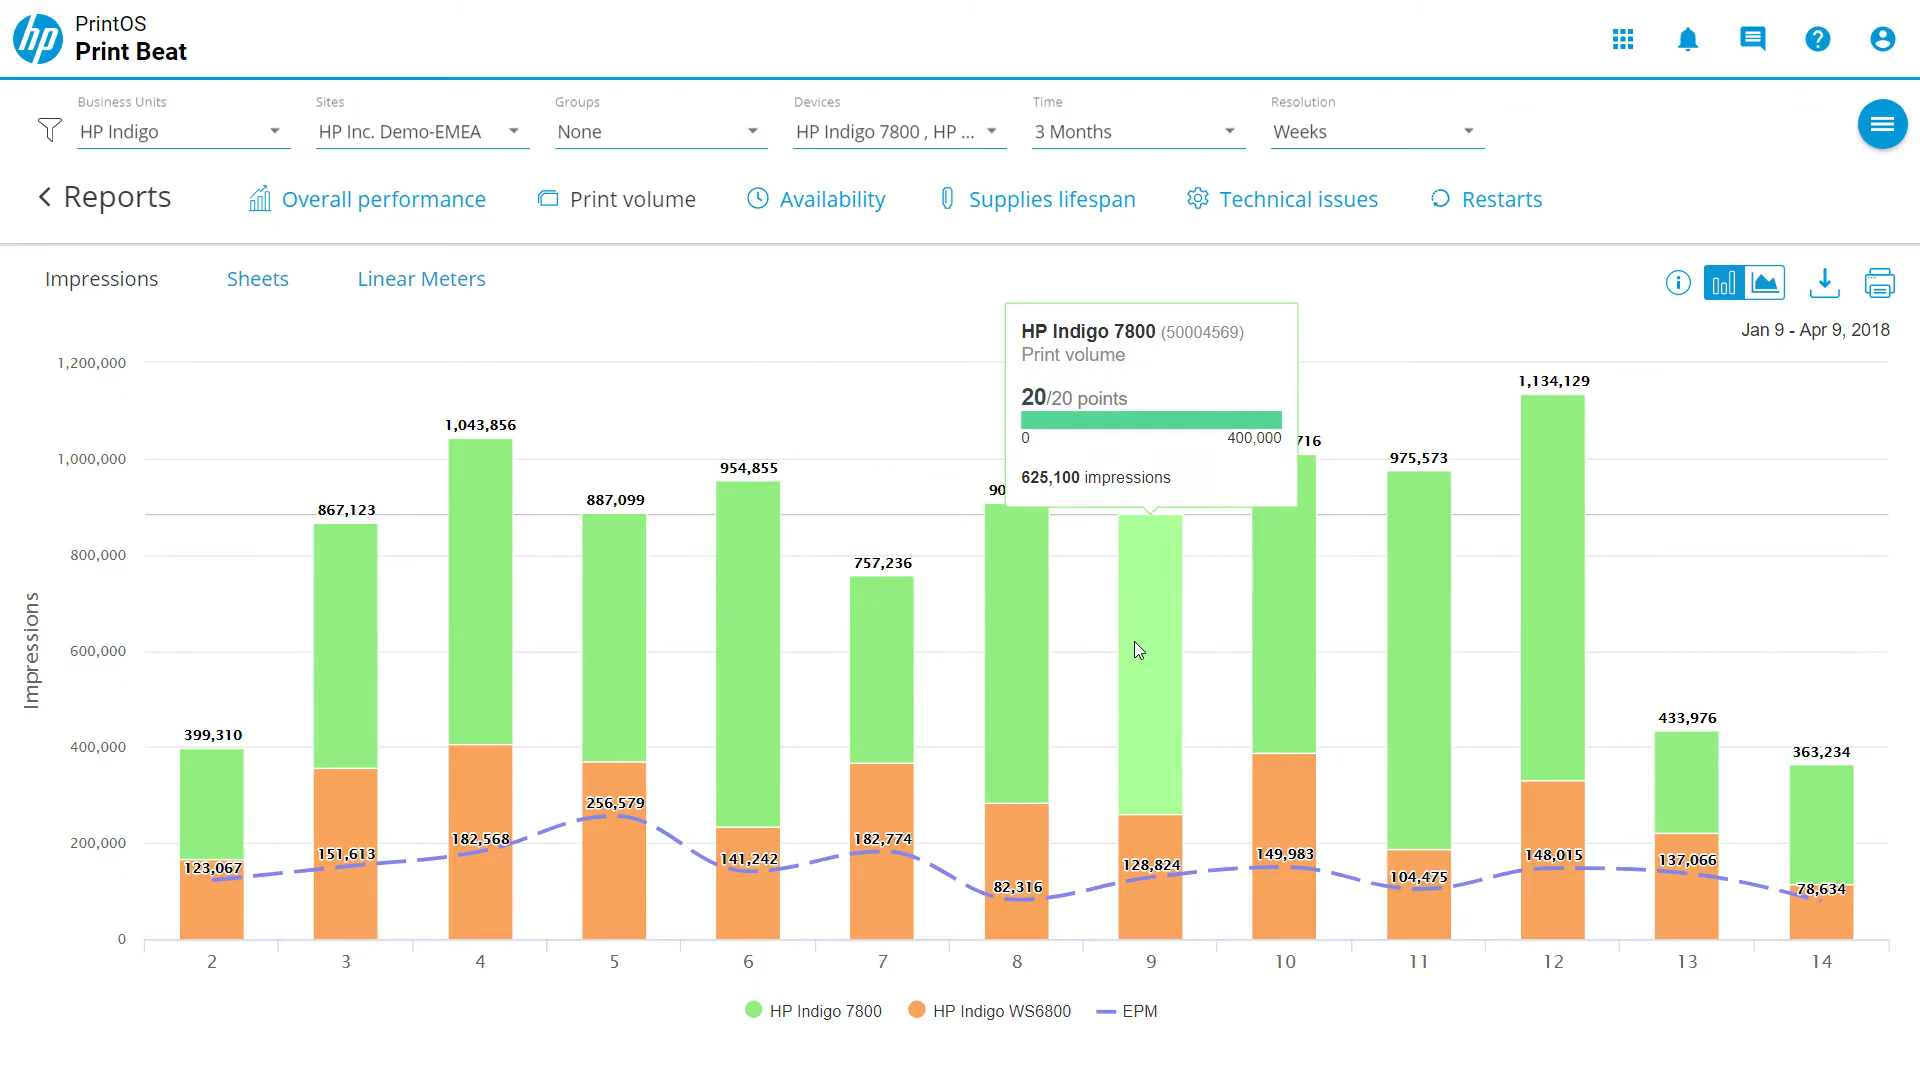 hp
PrintOS
Print Beat
Business Units
HP Indigo
Sites
HP Inc. Demo-EMEA
Groups
None
Devices
HP Indigo 7800 , HP ...
Time
3 Months
Resolution
Weeks
Reports
Overall performance
Print volume
Availability
Supplies lifespan
Technical issues
Restarts
Impressions
Sheets
Linear Meters
Jan 9 - Apr 9, 2018
HP Indigo 7800 (50004569)
Print volume
20/20 points
0 400,000
625,100 impressions
Impressions
1,200,000
1,000,000
800,000
600,000
400,000
200,000
0
399,310
867,123
1,043,856
887,099
954,855
757,236
90
716
975,573
1,134,129
433,976
363,234
123,067
151,613
182,568
256,579
141,242
182,774
82,316
128,824
149,983
104,475
148,015
137,066
78,634
2 3 4 5 6 7 8 9 10 11 12 13 14
HP Indigo 7800 HP Indigo WS6800 EPM